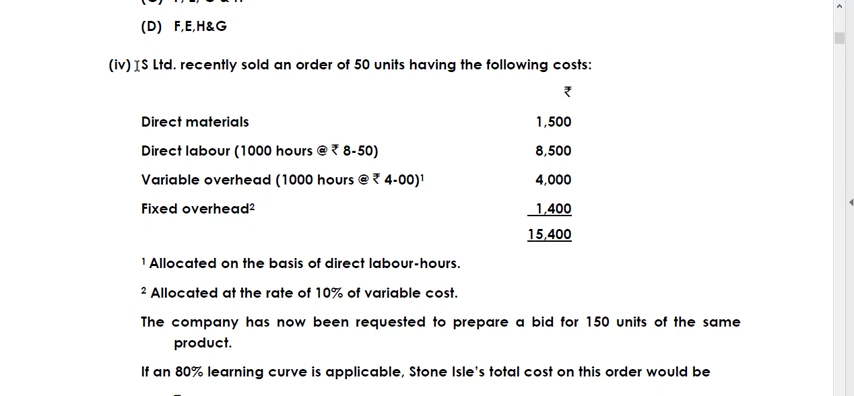 (D) F,E,H&G
(iv) S Ltd. recently sold an order of 50 units having the following costs:
₹
Direct materials 1,500
Direct labour (1000 hours @ ₹ 8-50) 8,500
Variable overhead (1000 hours @ ₹ 4-00)¹ 4,000
Fixed overhead² 1,400
15,400
¹ Allocated on the basis of direct labour-hours.
² Allocated at the rate of 10% of variable cost.
The company has now been requested to prepare a bid for 150 units of the same
product.
If an 80% learning curve is applicable, Stone Isle's total cost on this order would be